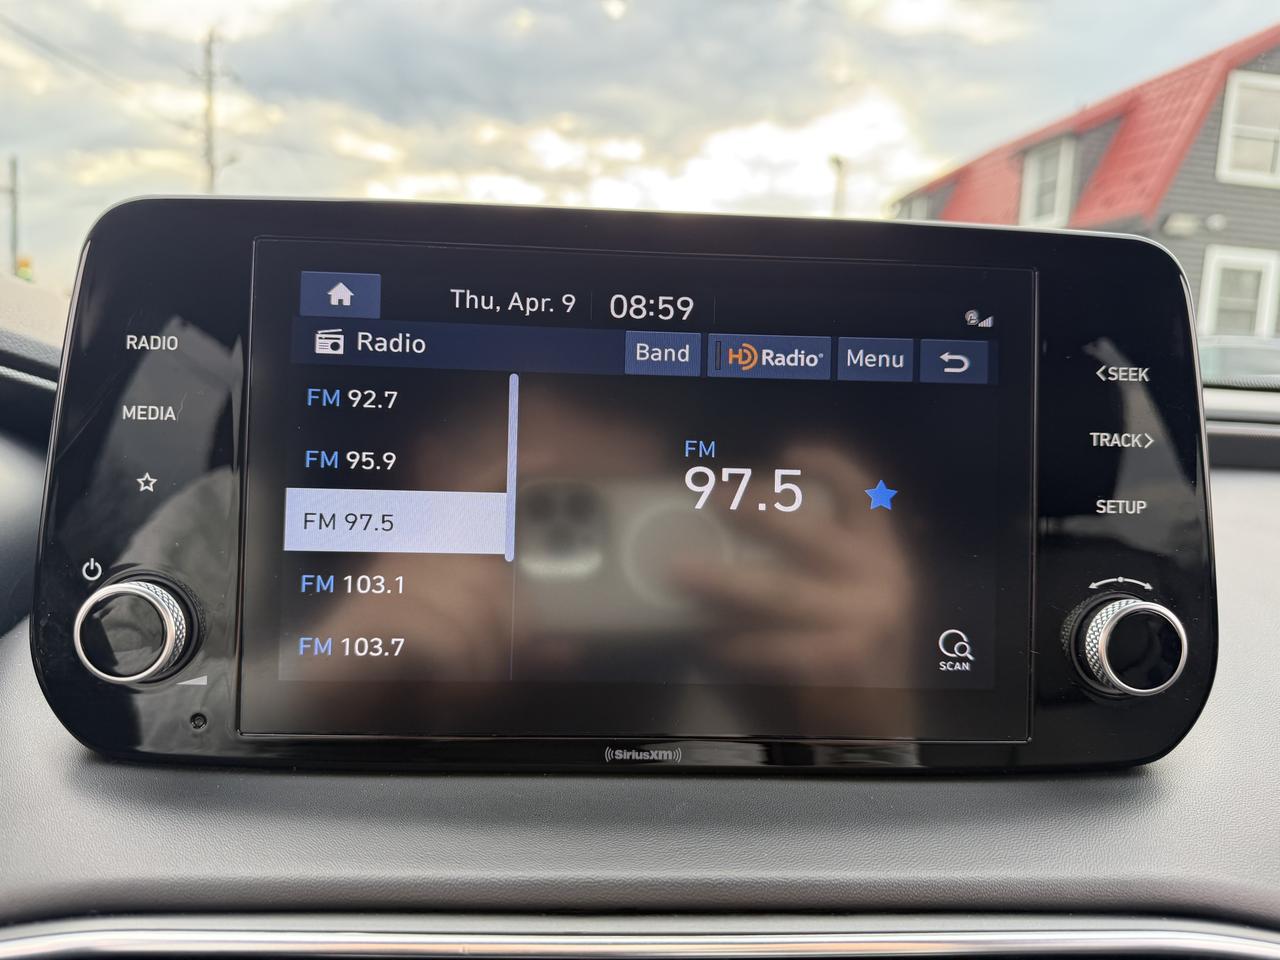 Thu, Apr. 9 08:59
Radio Band HD Radio® Menu
RADIO
MEDIA
FM 92.7
FM 95.9
FM 97.5
FM 103.1
FM 103.7
FM
97.5
SCAN
<SEEK
TRACK>
SETUP
((SiriusXM))